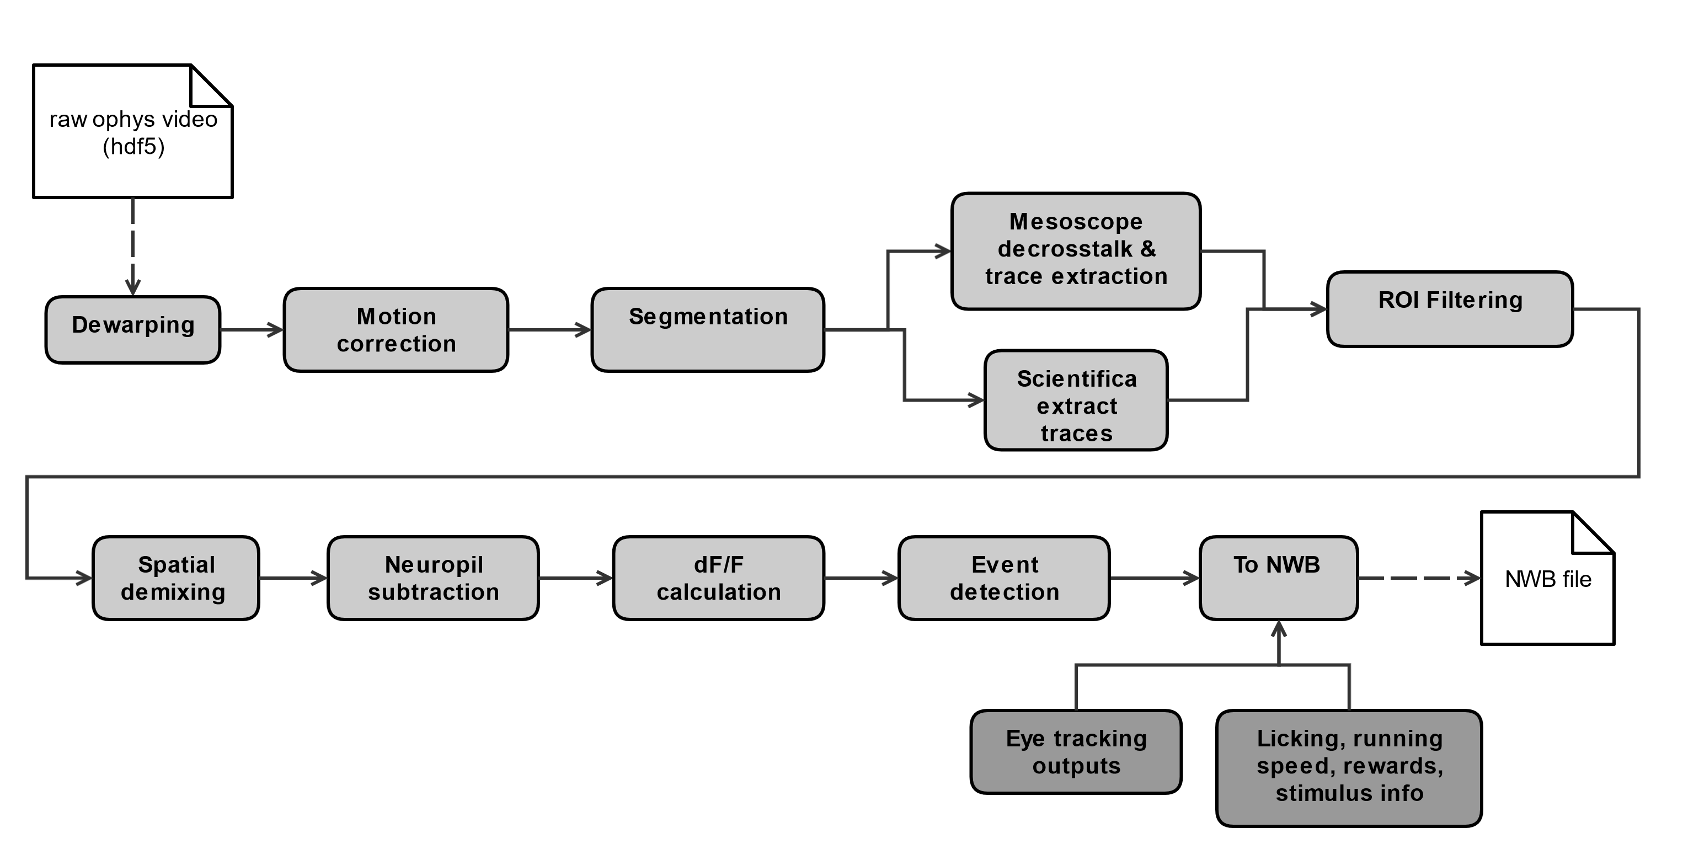 raw ophys video
(hdf5)
Dewarping
Motion
correction
Segmentation
Mesoscope
decrosstalk &
trace extraction
Scientifica
extract
traces
ROI Filtering
Spatial
demixing
Neuropil
subtraction
dF/F
calculation
Event
detection
To NWB
NWB file
Eye tracking
outputs
Licking, running
speed, rewards,
stimulus info